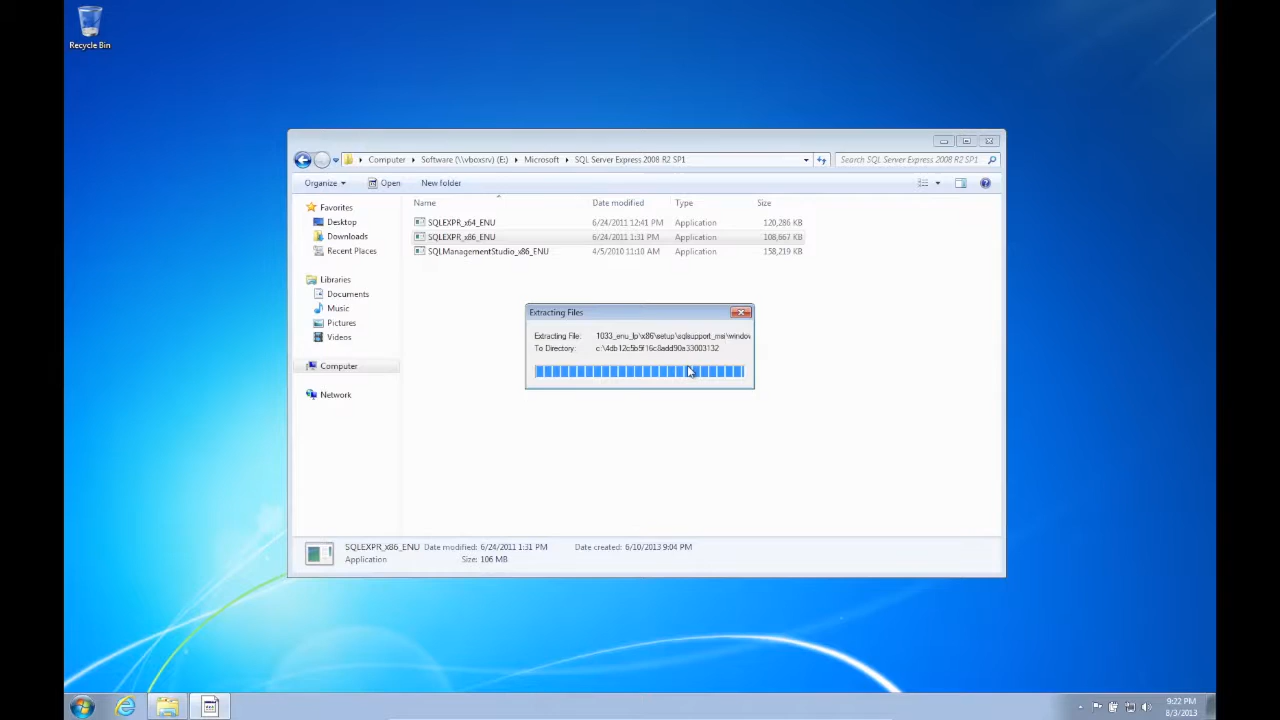 Recycle Bin
Computer
Software (\\vboxsrv) (E:)
Microsoft
SQL Server Express 2008 R2 SP1
Search SQL Server Express 2008 R2 SP1
Organize
Open
New folder
Name
Date modified
Type
Size
Favorites
Desktop
Downloads
Recent Places
Libraries
Documents
Music
Pictures
Videos
Computer
Network
SQLEXPR_x64_ENU 6/24/2011 12:41 PM Application 120,286 KB
SQLEXPR_x86_ENU 6/24/2011 1:31 PM Application 108,667 KB
SQLManagementStudio_x86_ENU 4/5/2010 11:10 AM Application 158,219 KB
Extracting Files
Extracting File: 1033_enu_lp\x86\setup\sqlsupport_msi\window
To Directory: c:\4db12c5b5f16c8add90a33003132
SQLEXPR_x86_ENU Date modified: 6/24/2011 1:31 PM Date created: 6/10/2013 9:04 PM
Application Size: 106 MB
9:22 PM
8/3/2013